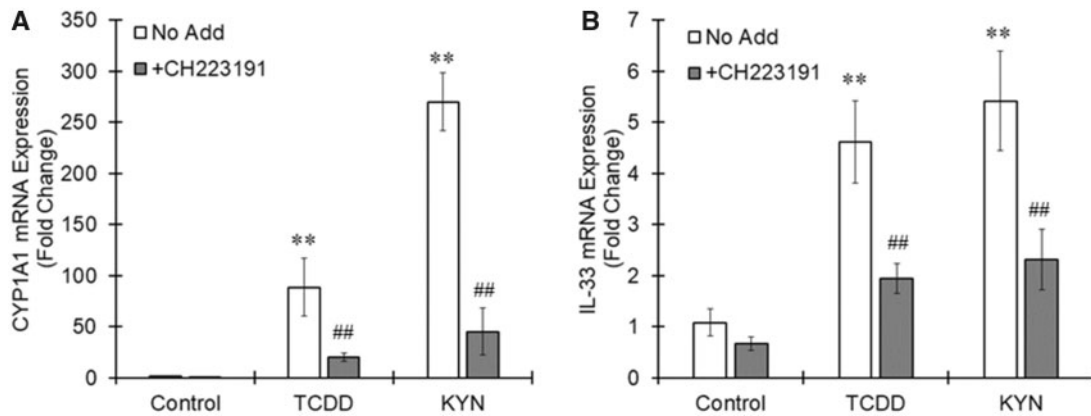 A
CYP1A1 mRNA Expression
(Fold Change)
350
300
250
200
150
100
50
0
No Add
+CH223191
**
##
**
##
Control
TCDD
KYN
B
IL-33 mRNA Expression
(Fold Change)
7
6
5
4
3
2
1
0
No Add
+CH223191
**
##
**
##
Control
TCDD
KYN